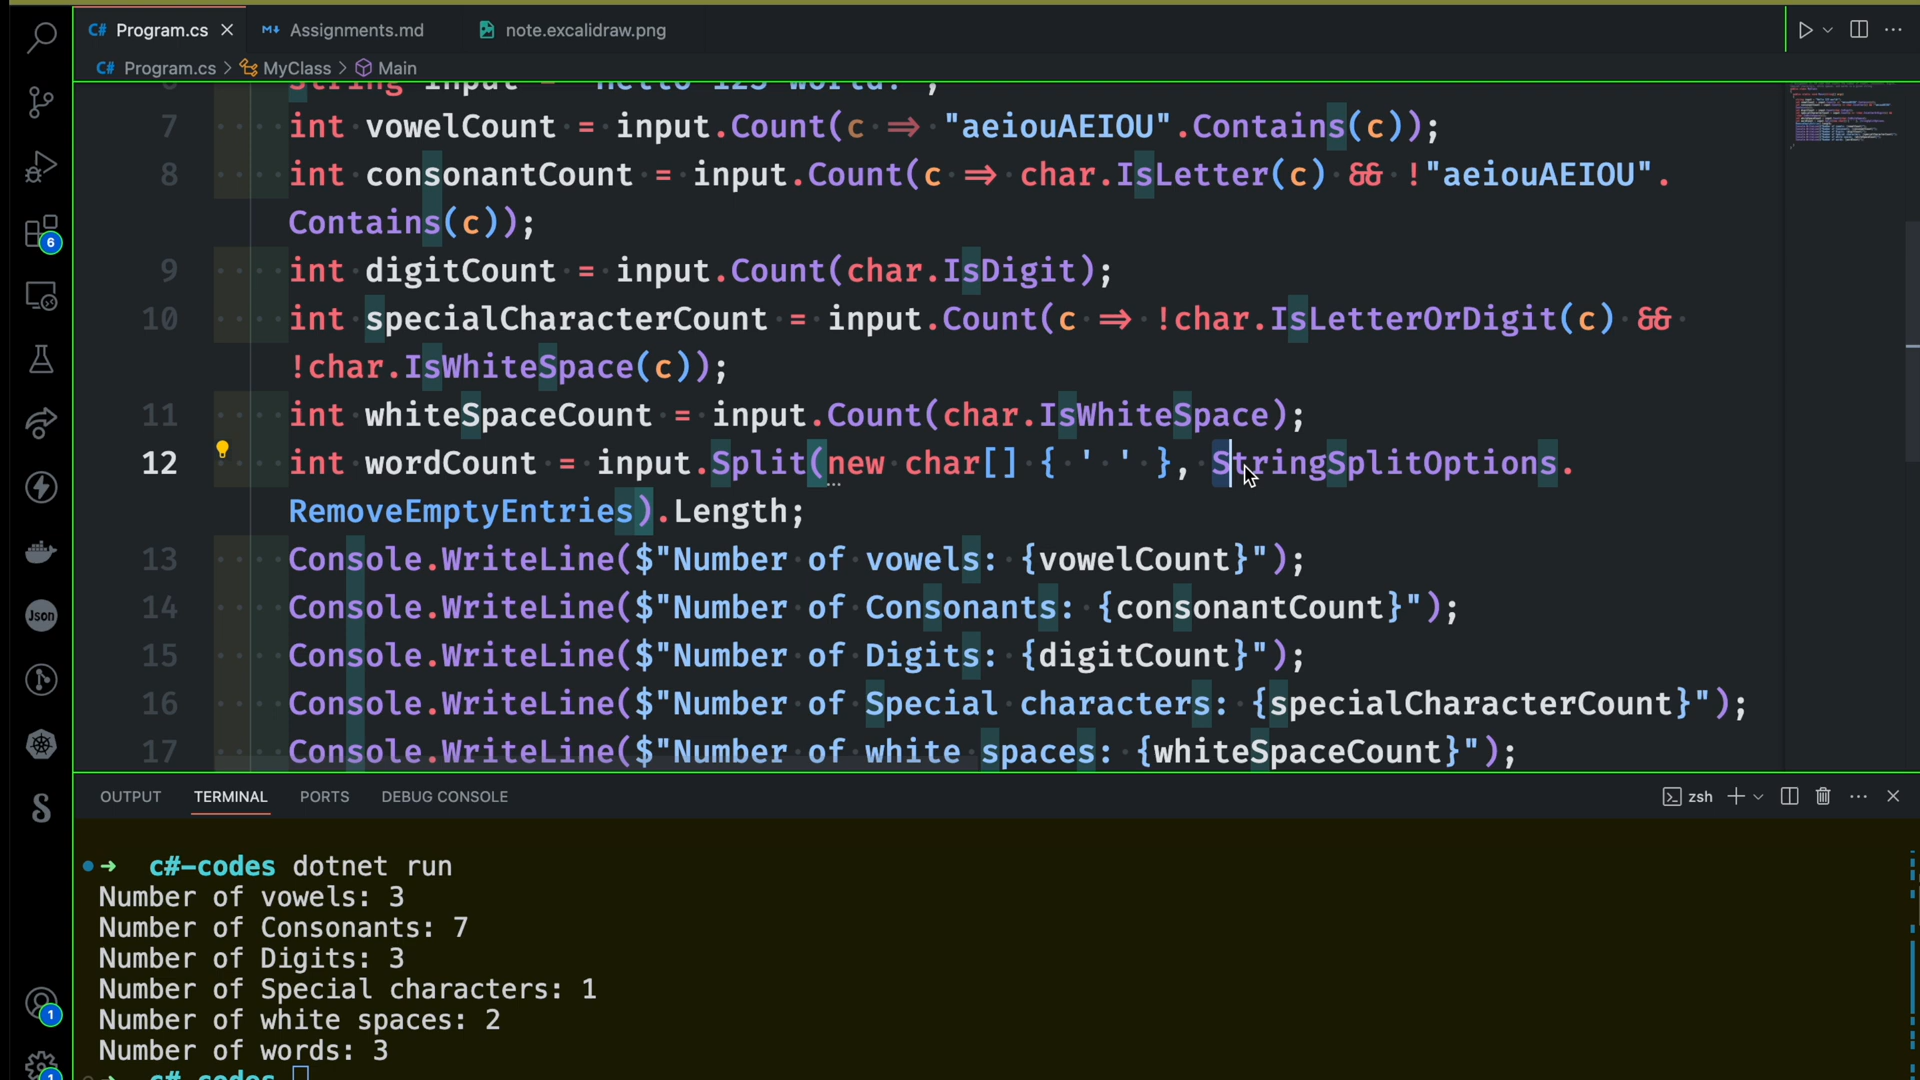 Program.cs
Assignments.md
note.excalidraw.png
Program.cs > MyClass > Main
7 int vowelCount = input.Count(c => "aeiouAEIOU".Contains(c));
8 int consonantCount = input.Count(c => char.IsLetter(c) && !"aeiouAEIOU".
Contains(c));
9 int digitCount = input.Count(char.IsDigit);
10 int specialCharacterCount = input.Count(c => !char.IsLetterOrDigit(c) &&
!char.IsWhiteSpace(c));
11 int whiteSpaceCount = input.Count(char.IsWhiteSpace);
12 int wordCount = input.Split(new char[] { ' ' }, StringSplitOptions.
RemoveEmptyEntries).Length;
13 Console.WriteLine($"Number of vowels: {vowelCount}");
14 Console.WriteLine($"Number of Consonants: {consonantCount}");
15 Console.WriteLine($"Number of Digits: {digitCount}");
16 Console.WriteLine($"Number of Special characters: {specialCharacterCount}");
17 Console.WriteLine($"Number of white spaces: {whiteSpaceCount}");
6
Json
1
1
OUTPUT TERMINAL PORTS DEBUG CONSOLE
zsh
c#-codes dotnet run
Number of vowels: 3
Number of Consonants: 7
Number of Digits: 3
Number of Special characters: 1
Number of white spaces: 2
Number of words: 3
c#-codes